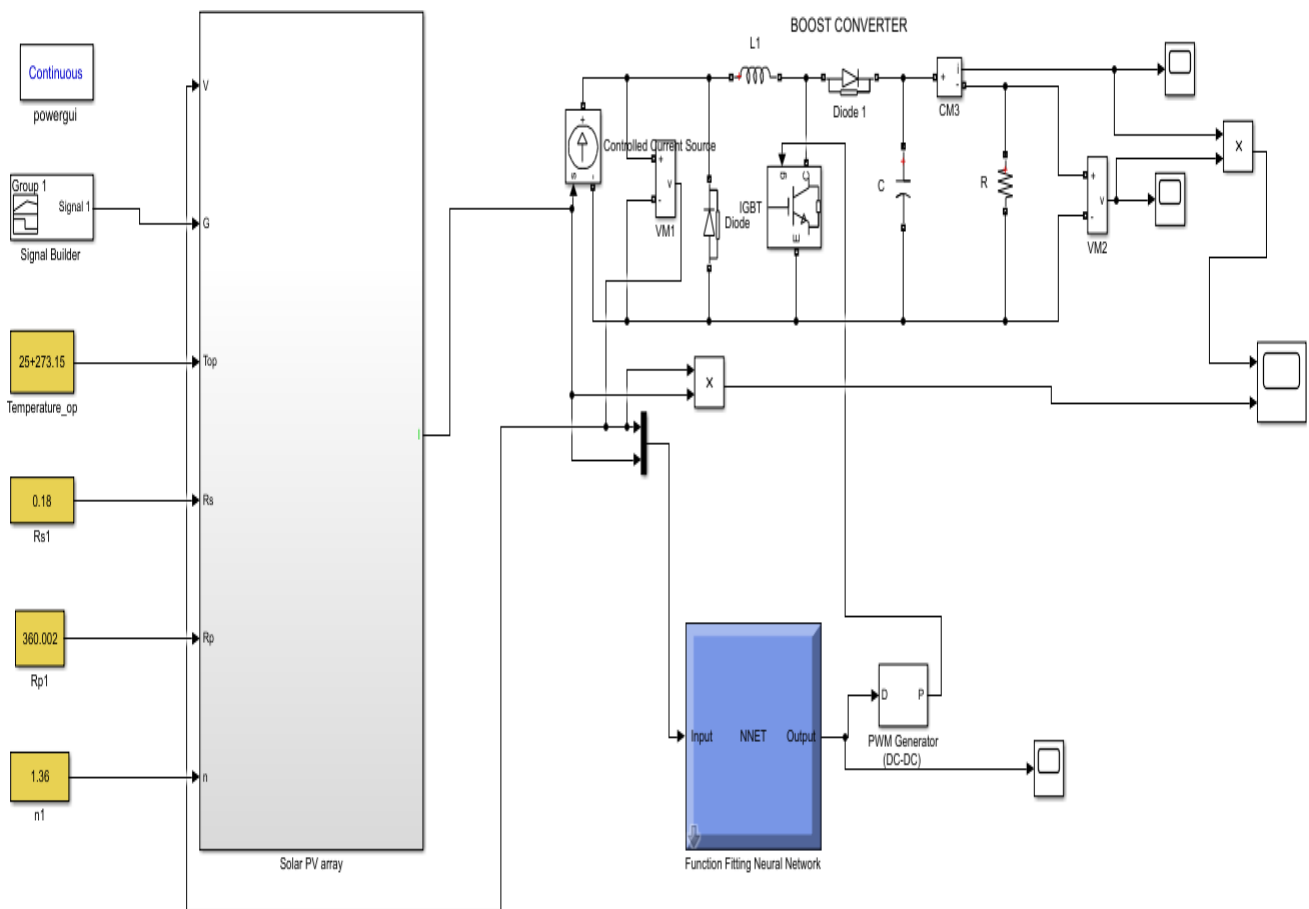 BOOST CONVERTER
Continuous
powergui
Group 1
Signal 1
Signal Builder
25+273.15
Temperature_op
0.18
Rs1
360.002
Rp1
1.36
n1
V
G
Top
Rs
Rp
n
I
Solar PV array
+
s
-
Controlled Current Source
+
v
-
VM1
Diode
L1
g
C
E
IGBT
Diode 1
C
+
i
-
CM3
R
+
v
-
VM2
×
×
Input
NNET
Output
Function Fitting Neural Network
D
P
PWM Generator
(DC-DC)